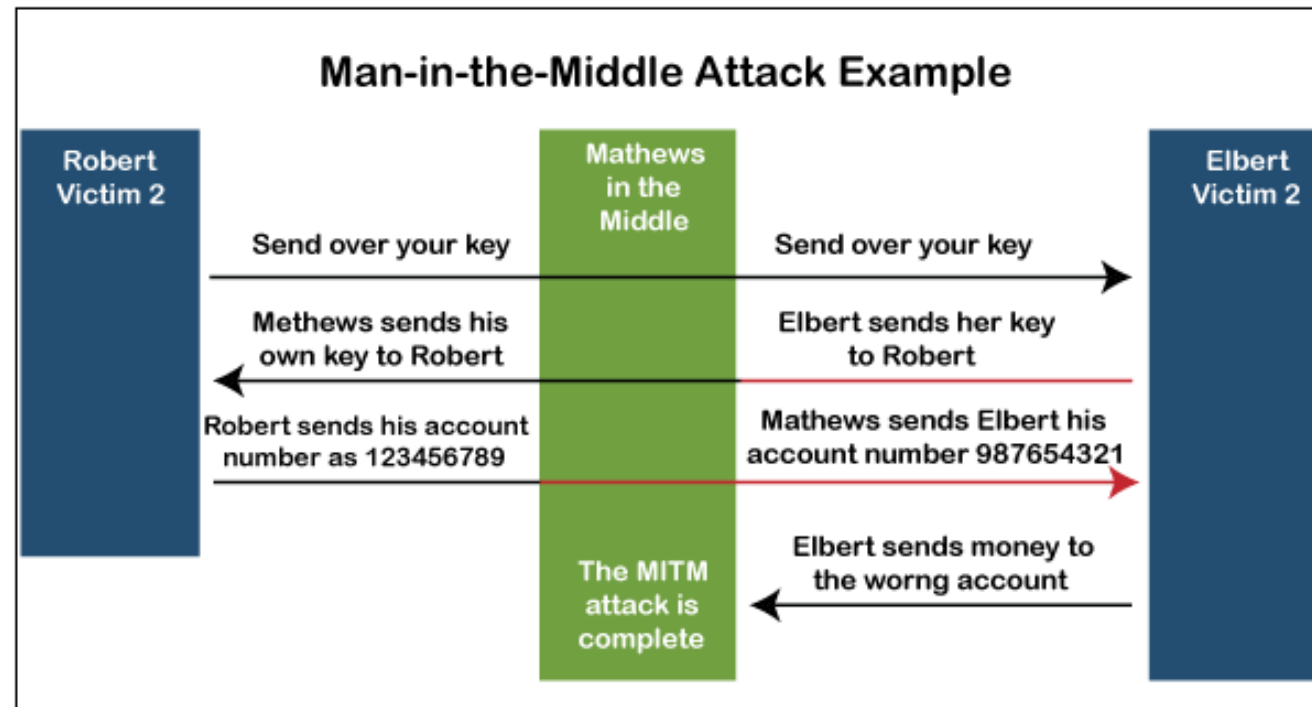 Man-in-the-Middle Attack Example
Robert
Victim 2
Mathews
in the
Middle
Elbert
Victim 2
Send over your key
Send over your key
Methews sends his
own key to Robert
Elbert sends her key
to Robert
Robert sends his account
number as 123456789
Mathews sends Elbert his
account number 987654321
Elbert sends money to
the worng account
The MITM
attack is
complete